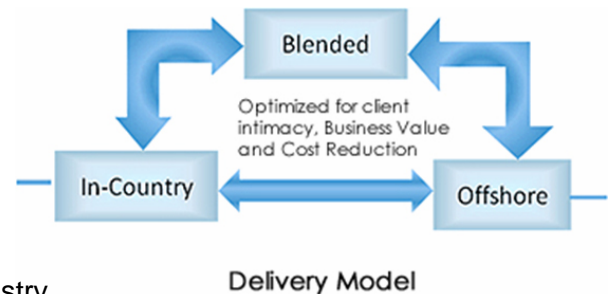 Blended
Optimized for client
intimacy, Business Value
and Cost Reduction
In-Country
Offshore
Delivery Model